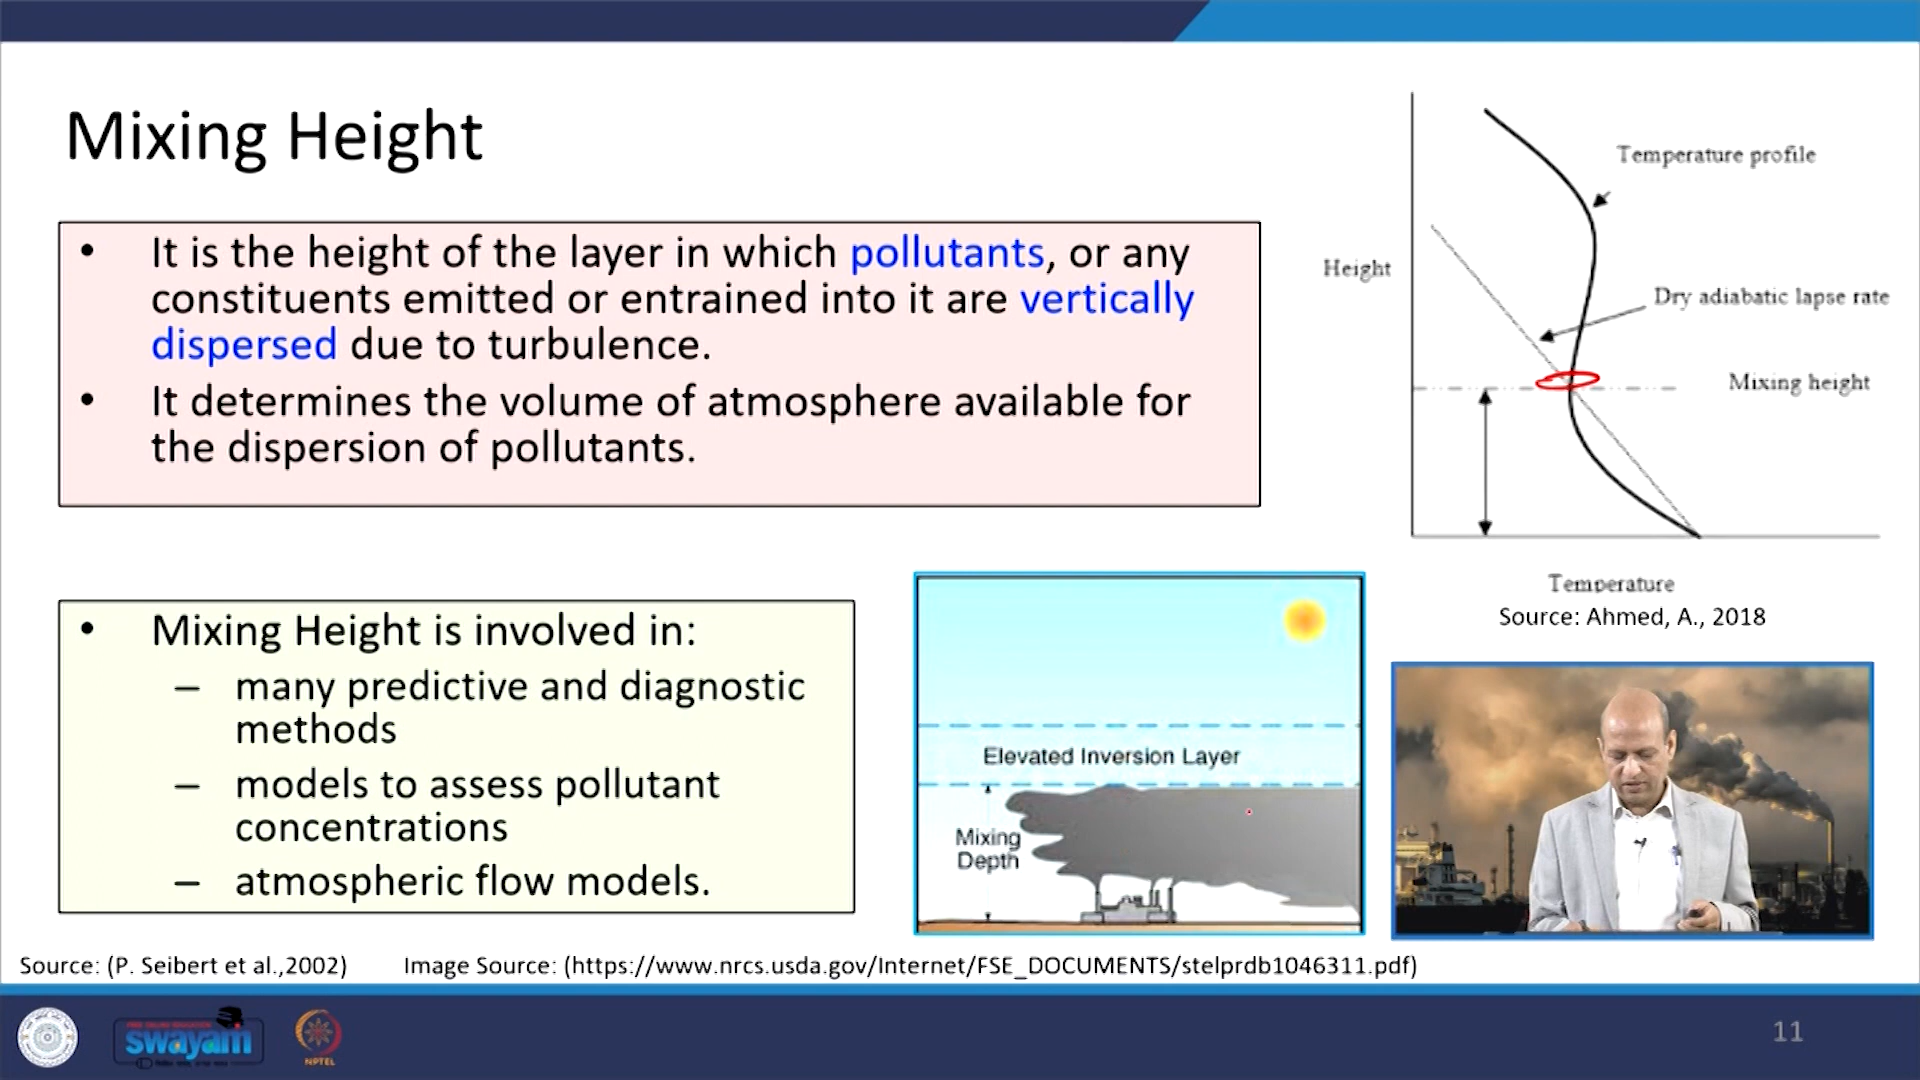 Mixing Height
• It is the height of the layer in which pollutants, or any
constituents emitted or entrained into it are vertically
dispersed due to turbulence.
• It determines the volume of atmosphere available for
the dispersion of pollutants.
Temperature profile
Height
Dry adiabatic lapse rate
Mixing height
Temperature
Source: Ahmed, A., 2018
• Mixing Height is involved in:
– many predictive and diagnostic
methods
– models to assess pollutant
concentrations
– atmospheric flow models.
Elevated Inversion Layer
Mixing
Depth
Source: (P. Seibert et al.,2002)
Image Source: (https://www.nrcs.usda.gov/Internet/FSE_DOCUMENTS/stelprdb1046311.pdf)
swayam
NPTEL
11